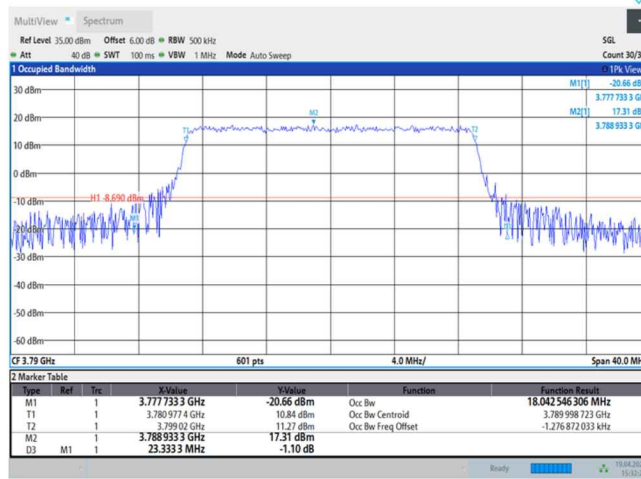 MultiView Spectrum
Ref Level 35.00 dBm Offset 6.00 dB RBW 500 kHz SGL
Att 40 dB SWT 100 ms VBW 1 MHz Mode Auto Sweep Count 30/3
1 Occupied Bandwidth 1Pk View
M1[1] -20.66 dB
3.777 733 3 G
M2[1] 17.31 dB
3.788 933 3 G
30 dBm
20 dBm
M2
T1 T2
10 dBm
0 dBm
H1 -8.690 dBm
-10 dBm
M1
-20 dBm
-30 dBm
-40 dBm
-50 dBm
-60 dBm
CF 3.79 GHz 601 pts 4.0 MHz/ Span 40.0 MH
2 Marker Table
Type Ref Trc X-Value Y-Value Function Function Result
M1 1 3.777 733 3 GHz -20.66 dBm Occ Bw 18.042 546 306 MHz
T1 1 3.780 977 4 GHz 10.84 dBm Occ Bw Centroid 3.789 998 723 GHz
T2 1 3.799 02 GHz 11.27 dBm Occ Bw Freq Offset -1.276 872 033 kHz
M2 1 3.788 933 3 GHz 17.31 dBm
D3 M1 1 23.333 3 MHz -1.10 dB
Ready